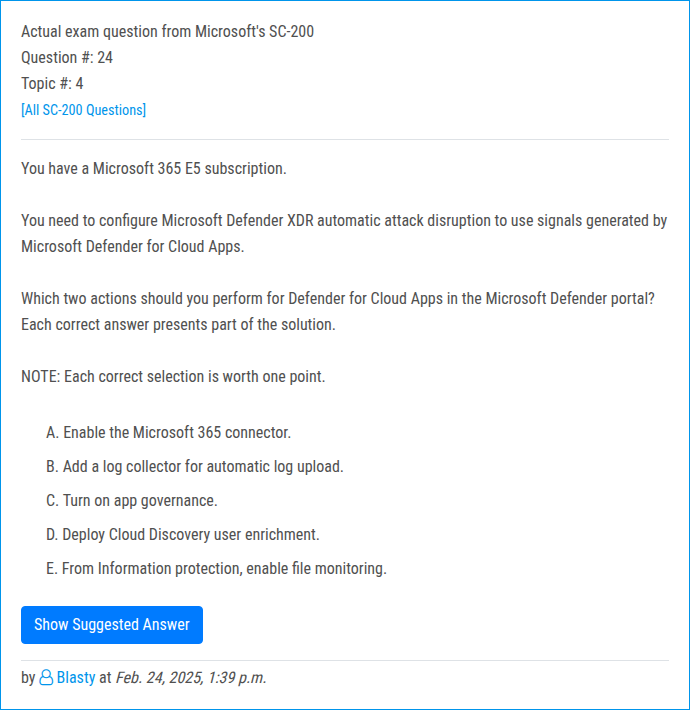 Actual exam question from Microsoft's SC-200
Question #: 24
Topic #: 4
[All SC-200 Questions]
You have a Microsoft 365 E5 subscription.
You need to configure Microsoft Defender XDR automatic attack disruption to use signals generated by
Microsoft Defender for Cloud Apps.
Which two actions should you perform for Defender for Cloud Apps in the Microsoft Defender portal?
Each correct answer presents part of the solution.
NOTE: Each correct selection is worth one point.
A. Enable the Microsoft 365 connector.
B. Add a log collector for automatic log upload.
C. Turn on app governance.
D. Deploy Cloud Discovery user enrichment.
E. From Information protection, enable file monitoring.
Show Suggested Answer
by Blasty at Feb. 24, 2025, 1:39 p.m.